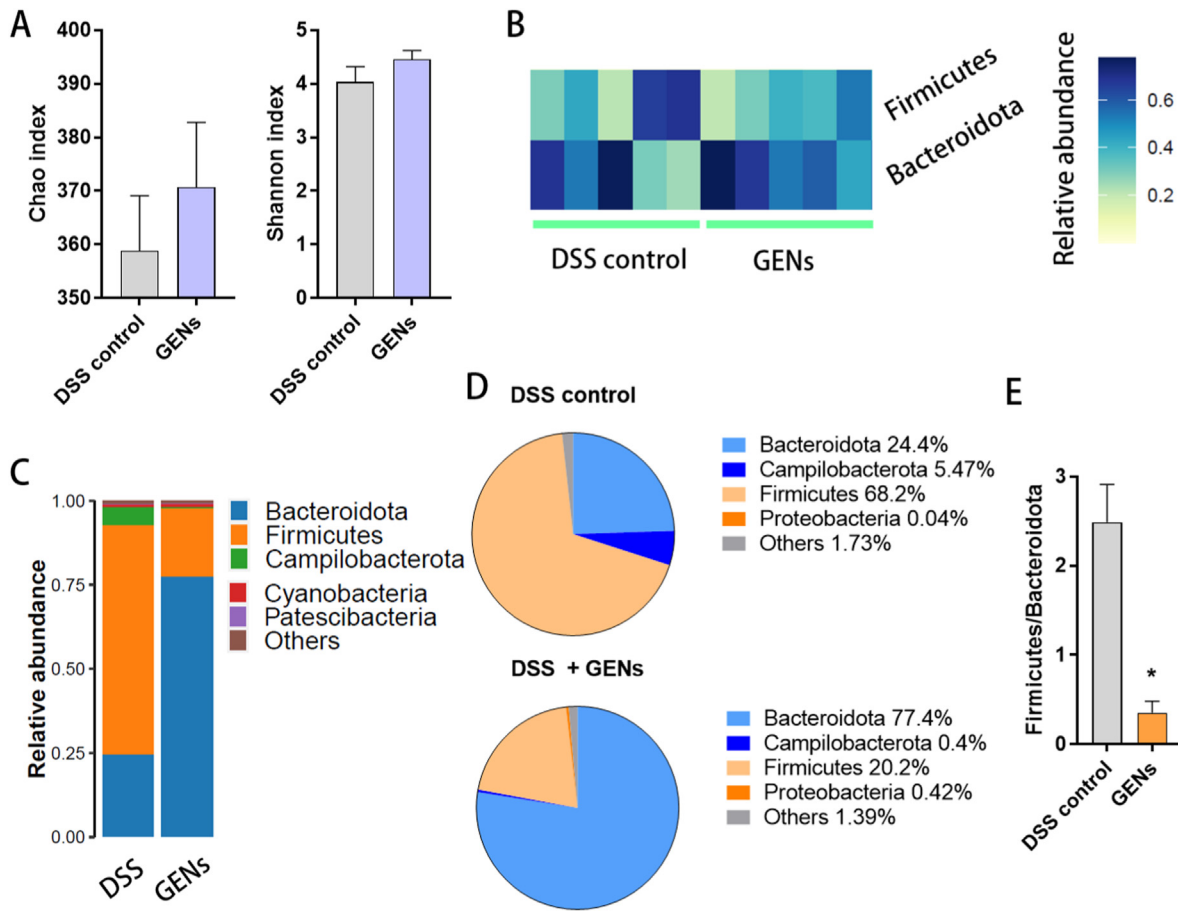 A
Chao index
400
390
380
370
360
350
DSS control
GENs
Shannon index
5
4
3
2
1
0
DSS control
GENs
B
Firmicutes
Bacteroidota
DSS control
GENs
Relative abundance
0.6
0.4
0.2
C
Relative abundance
1.00
0.75
0.50
0.25
0.00
DSS
GENs
Bacteroidota
Firmicutes
Campilobacterota
Cyanobacteria
Patescibacteria
Others
D
DSS control
Bacteroidota 24.4%
Campilobacterota 5.47%
Firmicutes 68.2%
Proteobacteria 0.04%
Others 1.73%
DSS + GENs
Bacteroidota 77.4%
Campilobacterota 0.4%
Firmicutes 20.2%
Proteobacteria 0.42%
Others 1.39%
E
Firmicutes/Bacteroidota
3
2
1
0
*
DSS control
GENs